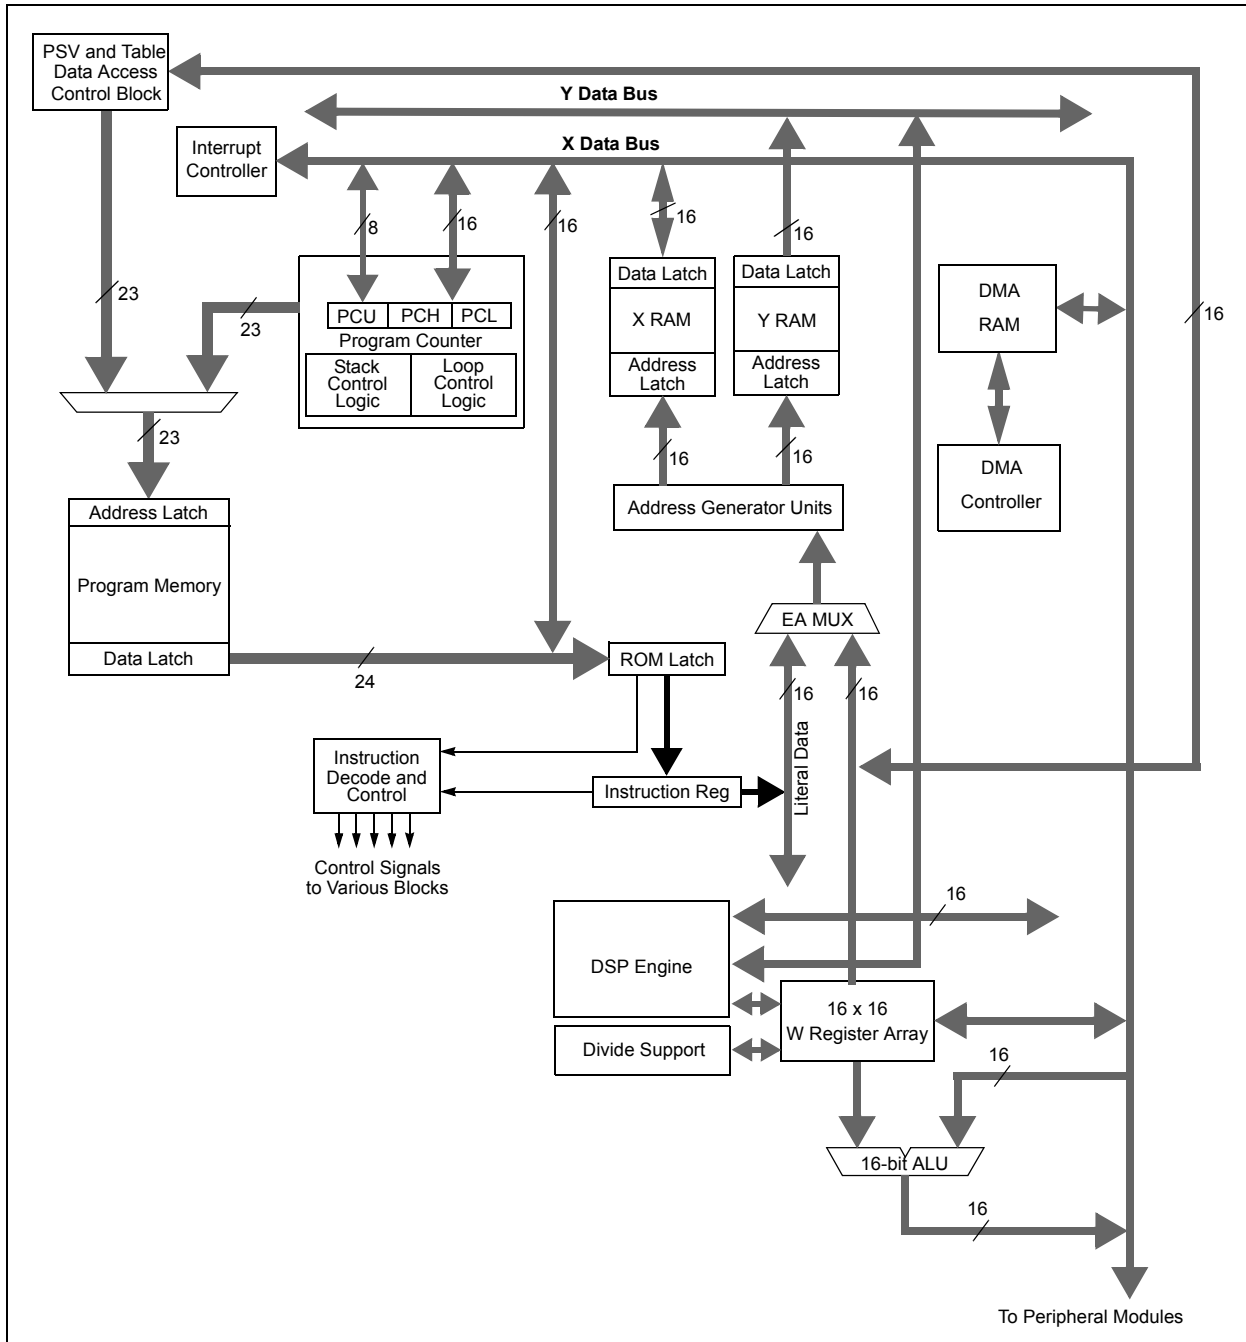 PSV and Table
Data Access
Control Block
Y Data Bus
Interrupt
Controller
X Data Bus
8
16
16
16
16
23
23
PCU
PCH
PCL
Program Counter
Stack
Control
Logic
Loop
Control
Logic
Data Latch
X RAM
Address
Latch
Data Latch
Y RAM
Address
Latch
DMA
RAM
16
23
16
16
DMA
Controller
Address Generator Units
Address Latch
Program Memory
Data Latch
24
EA MUX
ROM Latch
16
16
Literal Data
Instruction
Decode and
Control
Instruction Reg
Control Signals
to Various Blocks
16
DSP Engine
16 x 16
W Register Array
Divide Support
16
16-bit ALU
16
To Peripheral Modules